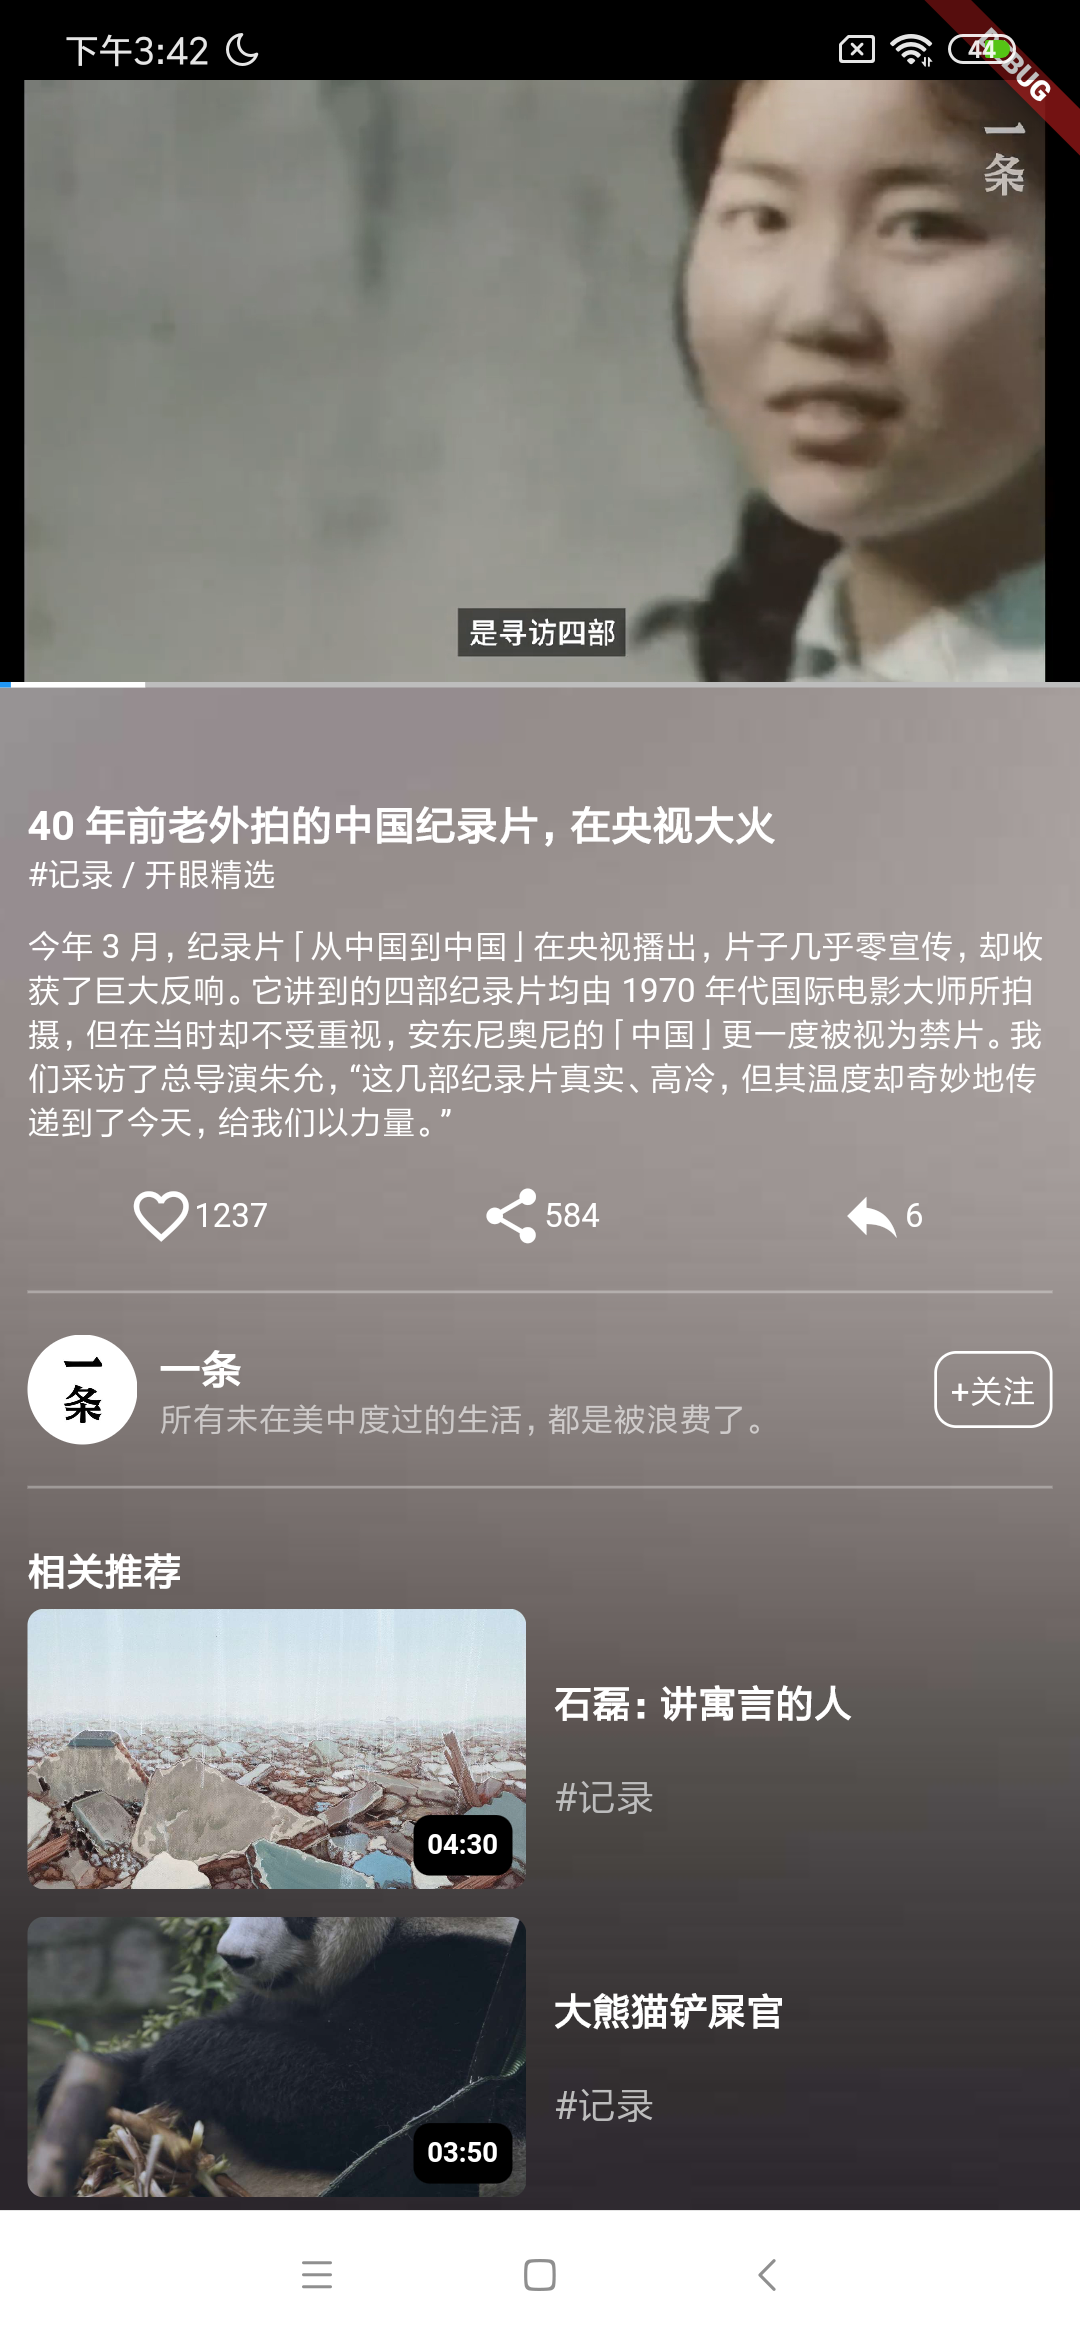 下午3:42
44
DEBUG
一
条
是寻访四部
40 年前老外拍的中国纪录片，在央视大火
#记录 / 开眼精选
今年 3 月，纪录片「从中国到中国」在央视播出，片子几乎零宣传，却收
获了巨大反响。它讲到的四部纪录片均由 1970 年代国际电影大师所拍
摄，但在当时却不受重视，安东尼奥尼的「中国」更一度被视为禁片。我
们采访了总导演朱允，“这几部纪录片真实、高冷，但其温度却奇妙地传
递到了今天，给我们以力量。”
1237
584
6
一
条
一条
所有未在美中度过的生活，都是被浪费了。
+关注
相关推荐
石磊：讲寓言的人
#记录
04:30
大熊猫铲屎官
#记录
03:50